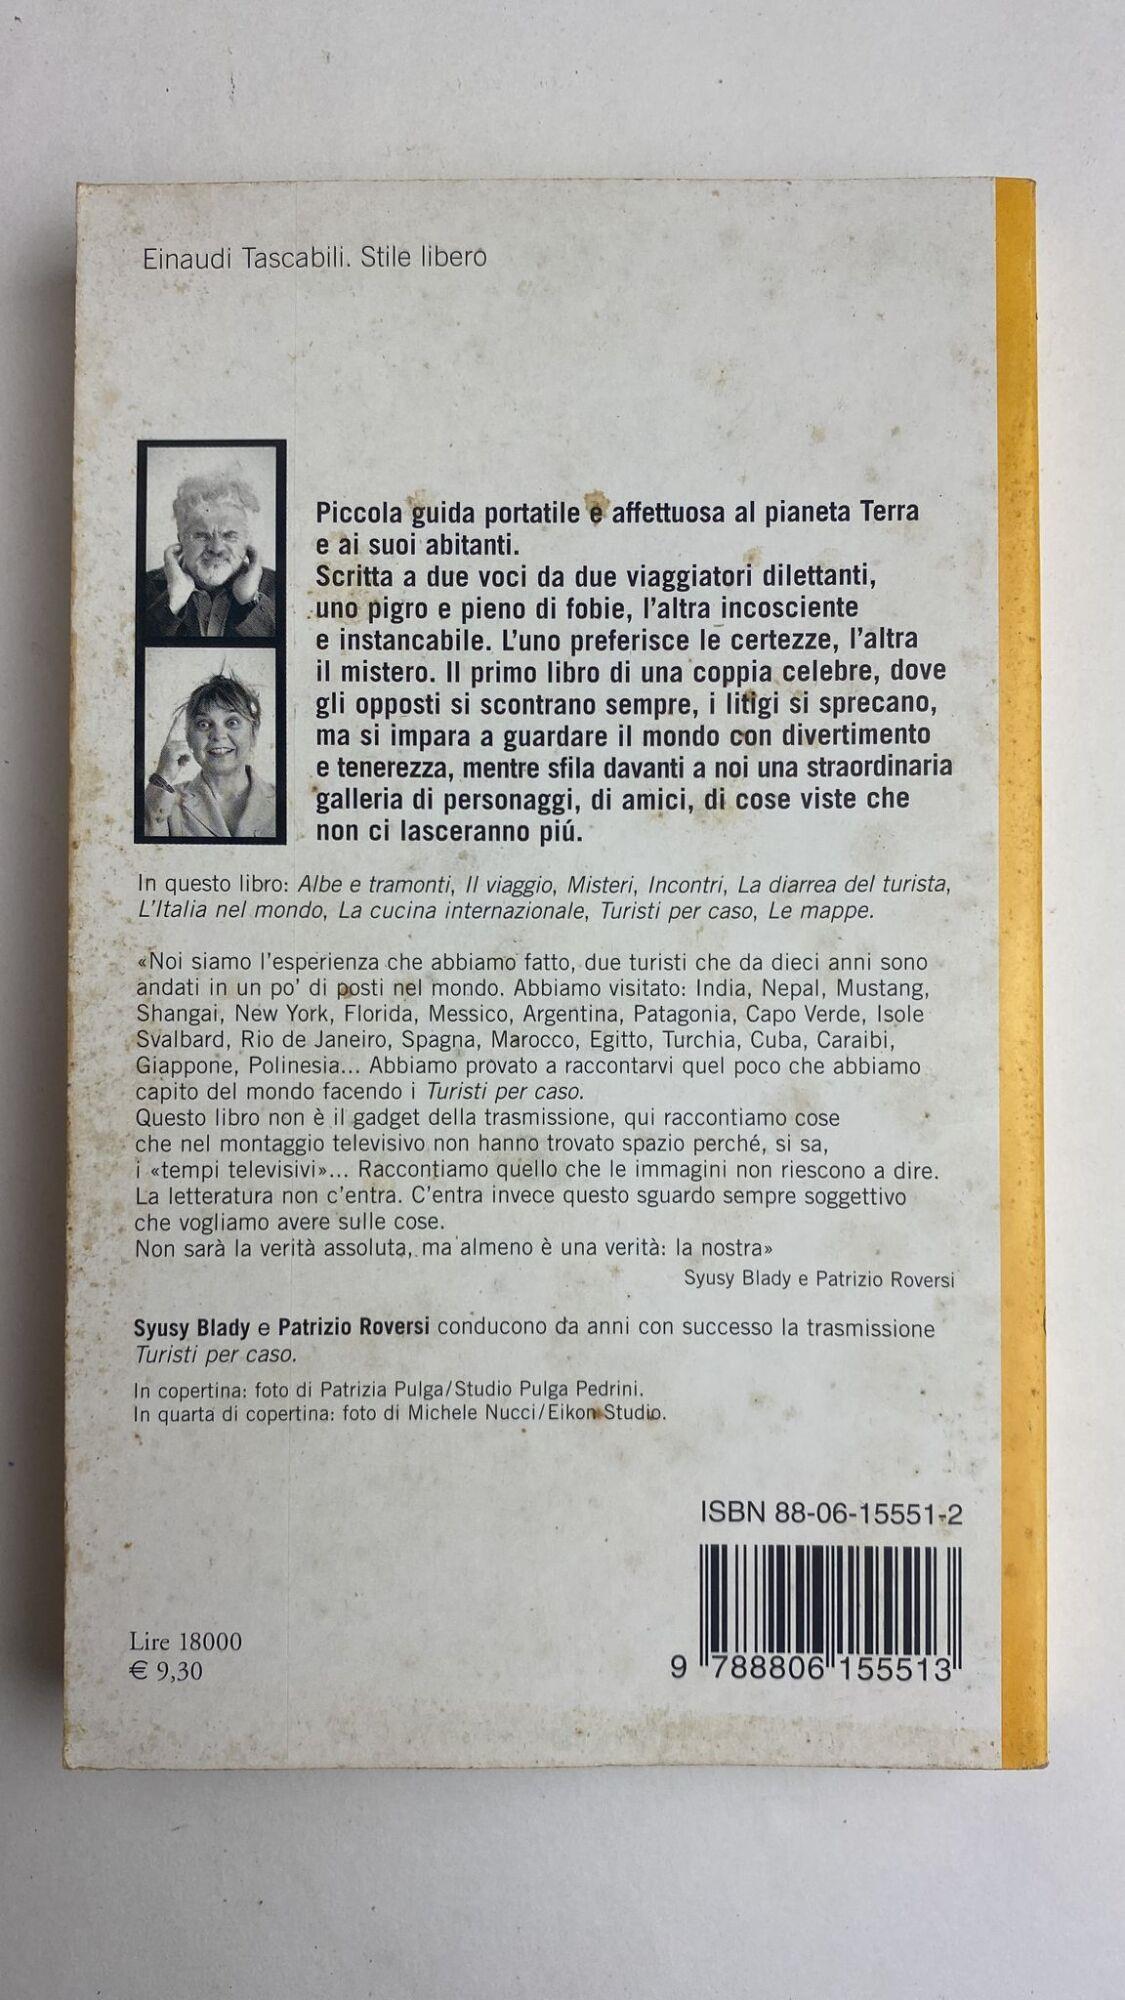 Einaudi Tascabili. Stile libero
Piccola guida portatile e affettuosa al pianeta Terra
e ai suoi abitanti.
Scritta a due voci da due viaggiatori dilettanti,
uno pigro e pieno di fobie, l'altra incosciente
e instancabile. L'uno preferisce le certezze, l'altra
il mistero. Il primo libro di una coppia celebre, dove
gli opposti si scontrano sempre, i litigi si sprecano,
ma si impara a guardare il mondo con divertimento
e tenerezza, mentre sfila davanti a noi una straordinaria
galleria di personaggi, di amici, di cose viste che
non ci lasceranno piú.
In questo libro: Albe e tramonti, Il viaggio, Misteri, Incontri, La diarrea del turista,
L'Italia nel mondo, La cucina internazionale, Turisti per caso, Le mappe.
«Noi siamo l'esperienza che abbiamo fatto, due turisti che da dieci anni sono
andati in un po' di posti nel mondo. Abbiamo visitato: India, Nepal, Mustang,
Shangai, New York, Florida, Messico, Argentina, Patagonia, Capo Verde, Isole
Svalbard, Rio de Janeiro, Spagna, Marocco, Egitto, Turchia, Cuba, Caraibi,
Giappone, Polinesia... Abbiamo provato a raccontarvi quel poco che abbiamo
capito del mondo facendo i Turisti per caso.
Questo libro non è il gadget della trasmissione, qui raccontiamo cose
che nel montaggio televisivo non hanno trovato spazio perché, si sa,
i «tempi televisivi»... Raccontiamo quello che le immagini non riescono a dire.
La letteratura non c'entra. C'entra invece questo sguardo sempre soggettivo
che vogliamo avere sulle cose.
Non sarà la verità assoluta, ma almeno è una verità: la nostra»
Syusy Blady e Patrizio Roversi
Syusy Blady e Patrizio Roversi conducono da anni con successo la trasmissione
Turisti per caso.
In copertina: foto di Patrizia Pulga/Studio Pulga Pedrini.
In quarta di copertina: foto di Michele Nucci/Eikon Studio.
ISBN 88-06-15551-2
Lire 18000
€ 9,30
9 788806 155513